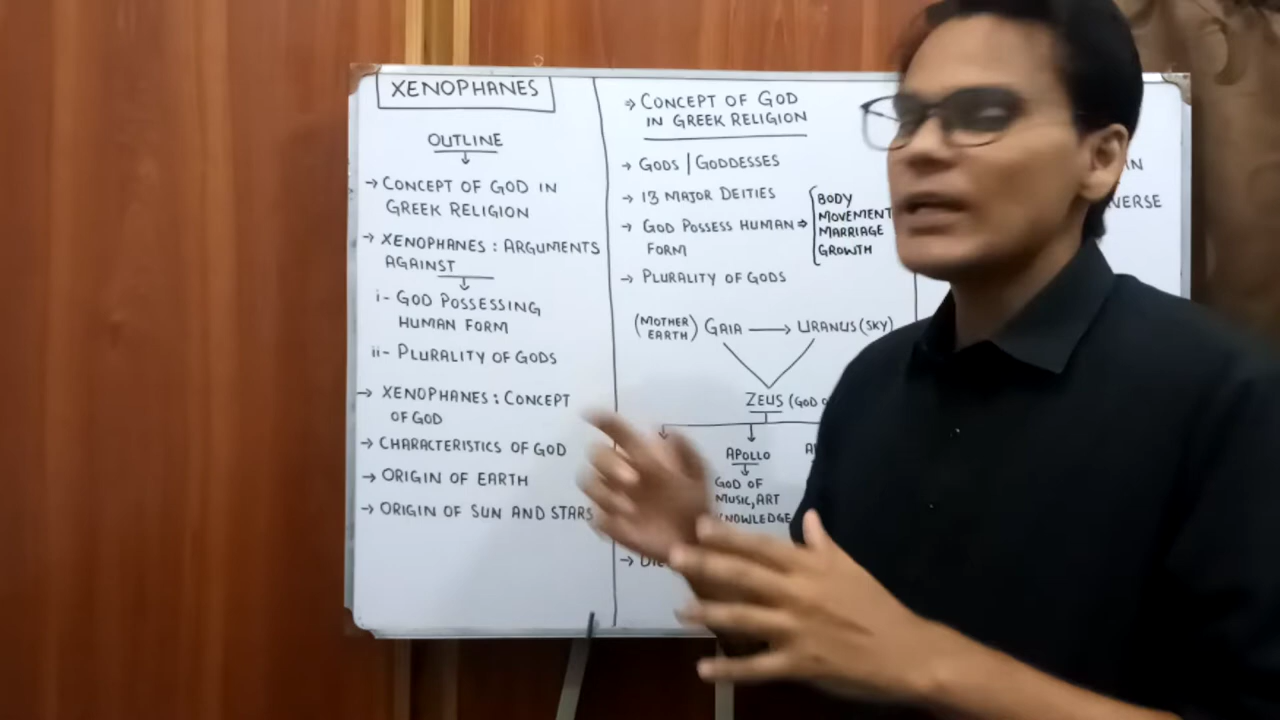 XENOPHANES
OUTLINE
→ CONCEPT OF GOD IN
GREEK RELIGION
→ XENOPHANES : ARGUMENTS
AGAINST
i- GOD POSSESSING
HUMAN FORM
ii- PLURALITY OF GODS
→ XENOPHANES : CONCEPT
OF GOD
→ CHARACTERISTICS OF GOD
→ ORIGIN OF EARTH
→ ORIGIN OF SUN AND STARS
⇒ CONCEPT OF GOD
IN GREEK RELIGION
→ GODS / GODDESSES
→ 13 MAJOR DEITIES
→ GOD POSSESS HUMAN ⇒
FORM
BODY
MOVEMENT
MARRIAGE
GROWTH
→ PLURALITY OF GODS
(MOTHER EARTH) GAIA → URANUS (SKY)
ZEUS (GOD
APOLLO
GOD OF
MUSIC, ART
KNOWLEDGE